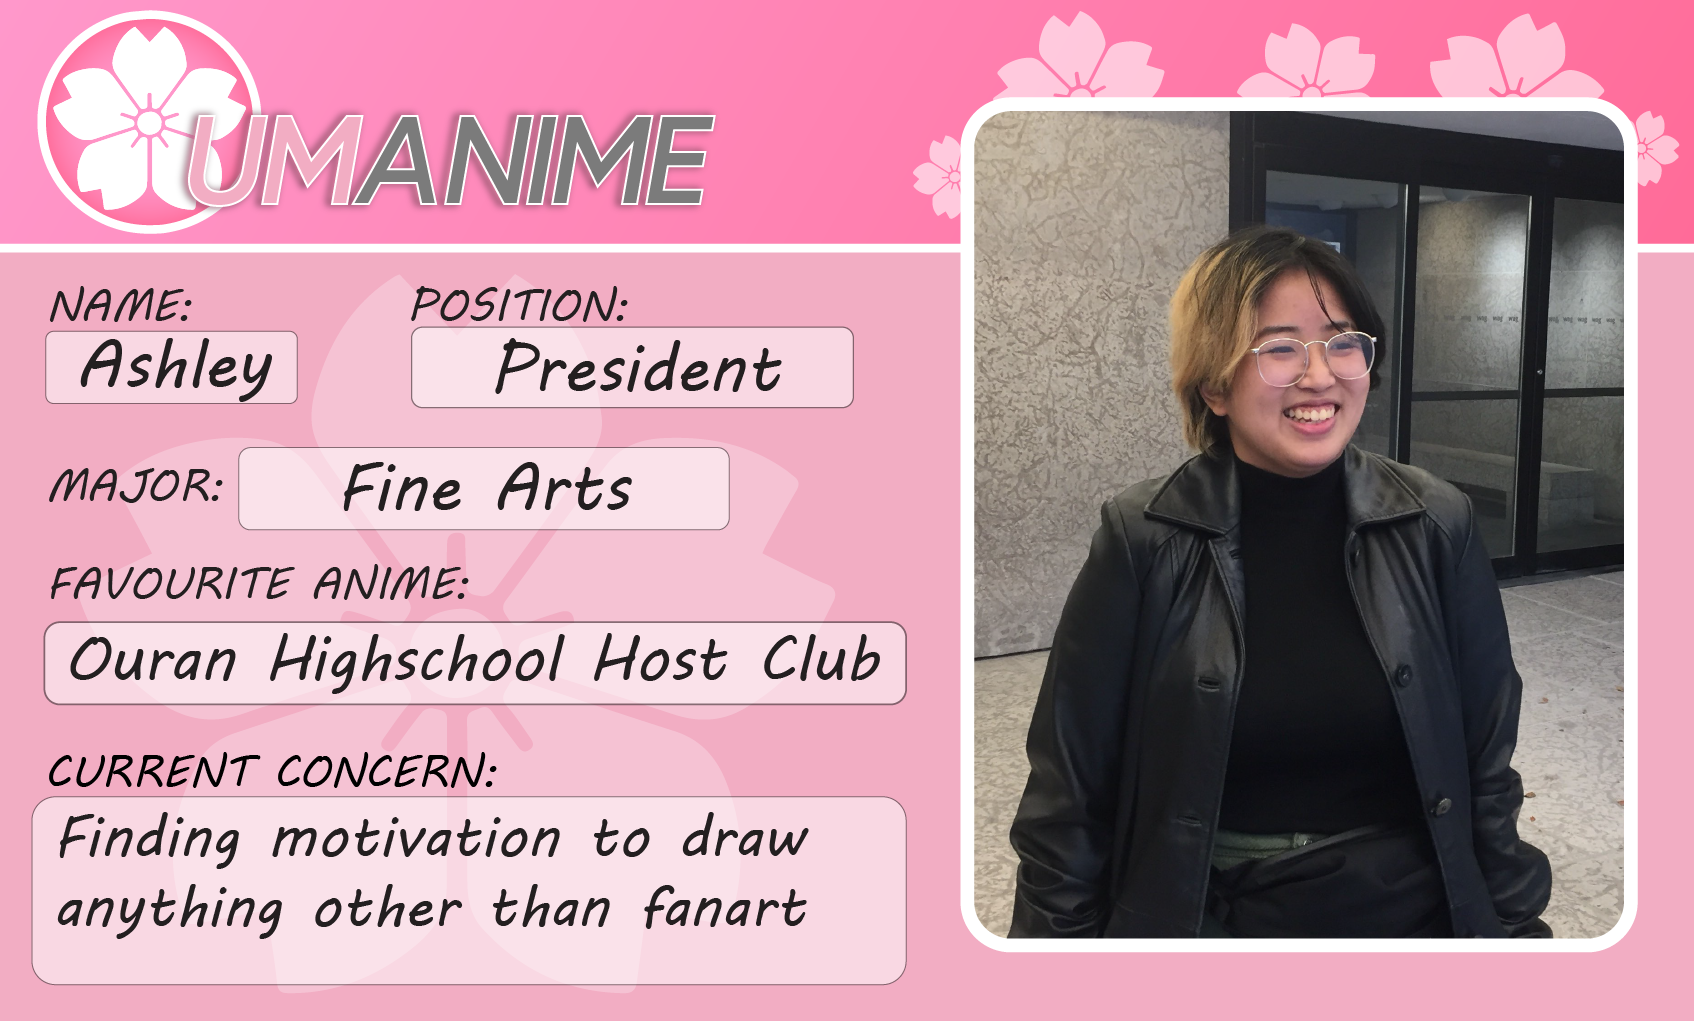 UMANIME
NAME:
Ashley
POSITION:
President
MAJOR:
Fine Arts
FAVOURITE ANIME:
Ouran Highschool Host Club
CURRENT CONCERN:
Finding motivation to draw
anything other than fanart